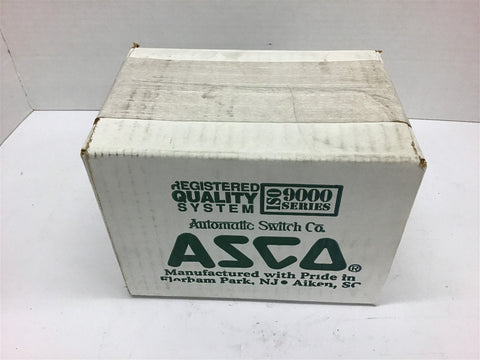 REGISTERED
QUALITY
SYSTEM
ISO 9000
SERIES
Automatic Switch Co.
ASCO®
Manufactured with Pride in
Florham Park, NJ • Aiken, SC